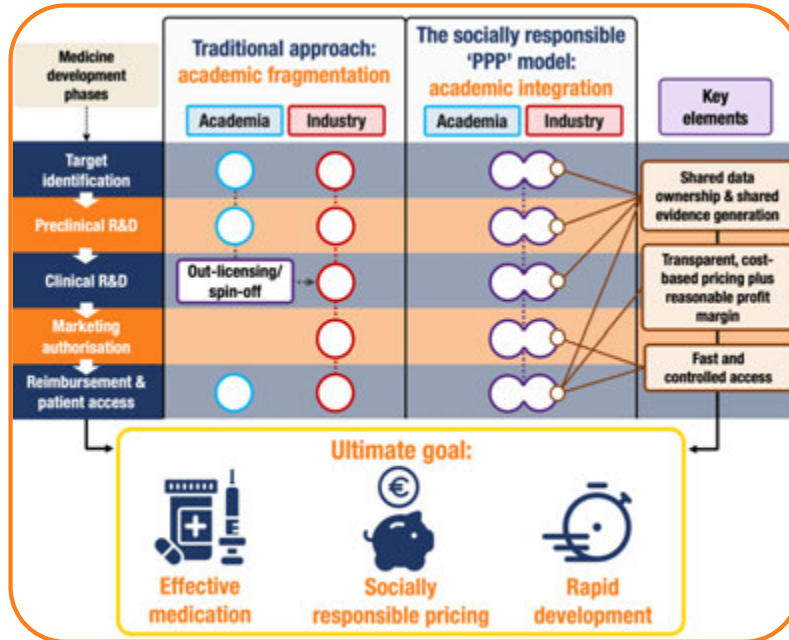 Medicine
development
phases
Traditional approach:
academic fragmentation
Academia
Industry
The socially responsible
‘PPP’ model:
academic integration
Academia
Industry
Key
elements
Target
identification
Preclinical R&D
Clinical R&D
Marketing
authorisation
Reimbursement &
patient access
Out-licensing/
spin-off
Shared data
ownership & shared
evidence generation
Transparent, cost-
based pricing plus
reasonable profit
margin
Fast and
controlled access
Ultimate goal:
€
Effective
medication
Socially
responsible pricing
Rapid
development